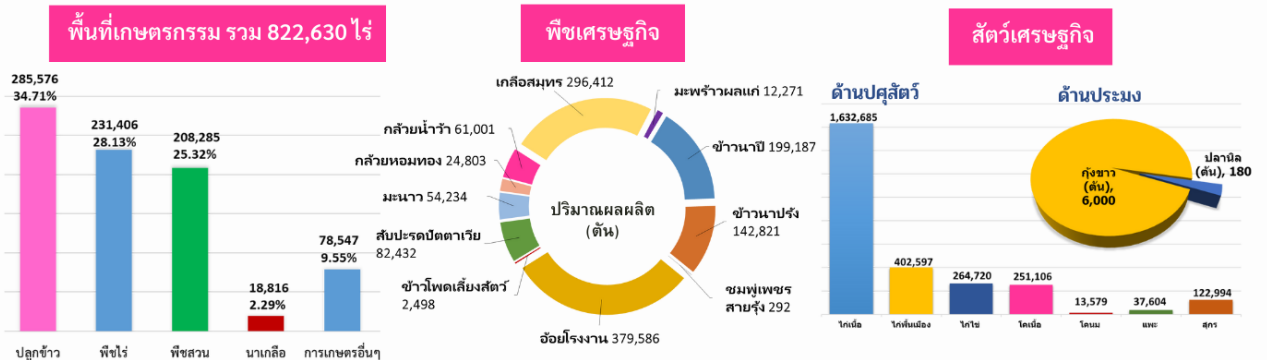 พื้นที่เกษตรกรรม รวม 822,630 ไร่
285,576
34.71%
231,406
28.13%
208,285
25.32%
18,816
2.29%
78,547
9.55%
ปลูกข้าว
พืชไร่
พืชสวน
นาเกลือ
การเกษตรอื่นๆ
พืชเศรษฐกิจ
เกลือสมุทร 296,412
มะพร้าวผลแก่ 12,271
กล้วยน้ำว้า 61,001
ข้าวนาปี 199,187
กล้วยหอมทอง 24,803
มะนาว 54,234
ปริมาณผลผลิต
(ตัน)
ข้าวนาปรัง
142,821
สับปะรดปัตตาเวีย
82,432
ข้าวโพดเลี้ยงสัตว์
2,498
ชมพู่เพชร
สายรุ้ง 292
อ้อยโรงงาน 379,586
สัตว์เศรษฐกิจ
ด้านปศุสัตว์
1,632,685
402,597
264,720
251,106
13,579
37,604
122,994
ไก่เนื้อ
ไก่พื้นเมือง
ไก่ไข่
โคเนื้อ
โคนม
แพะ
สุกร
ด้านประมง
กุ้งขาว
(ตัน),
6,000
ปลานิล
(ตัน), 180